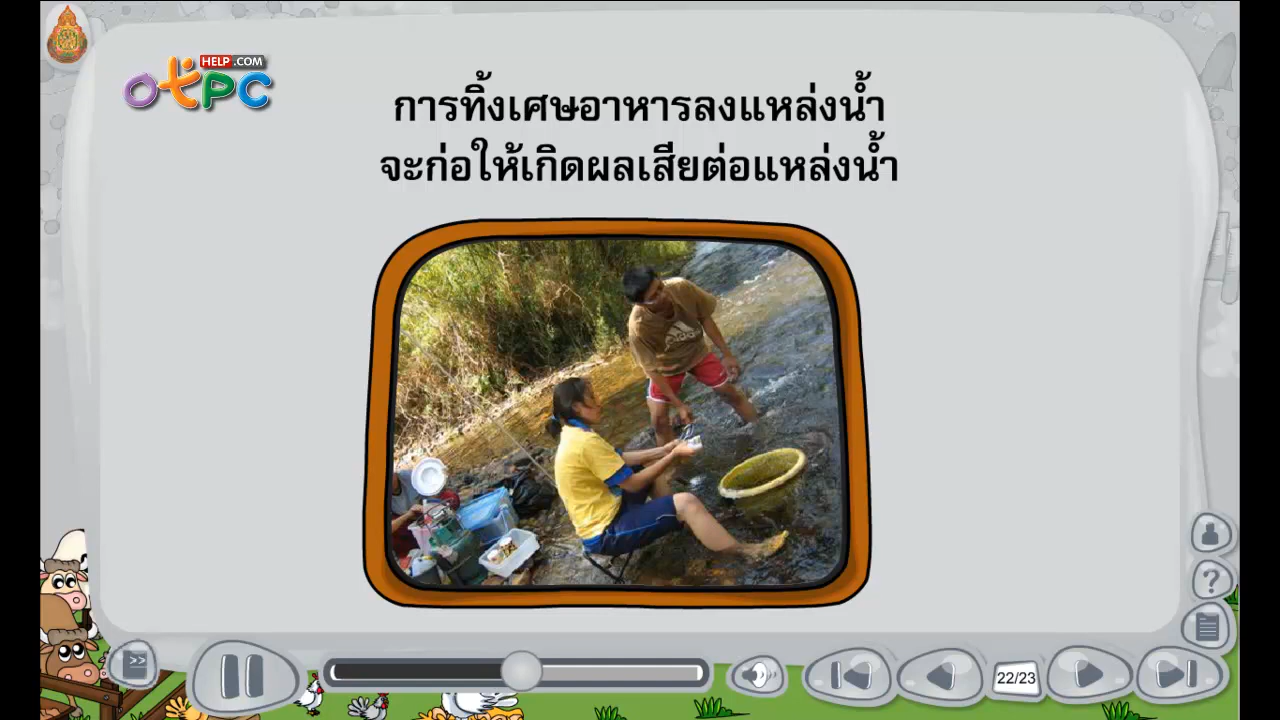 HELP.COM
OTPC
การทิ้งเศษอาหารลงแหล่งน้ำ
จะก่อให้เกิดผลเสียต่อแหล่งน้ำ
adidas
22/23